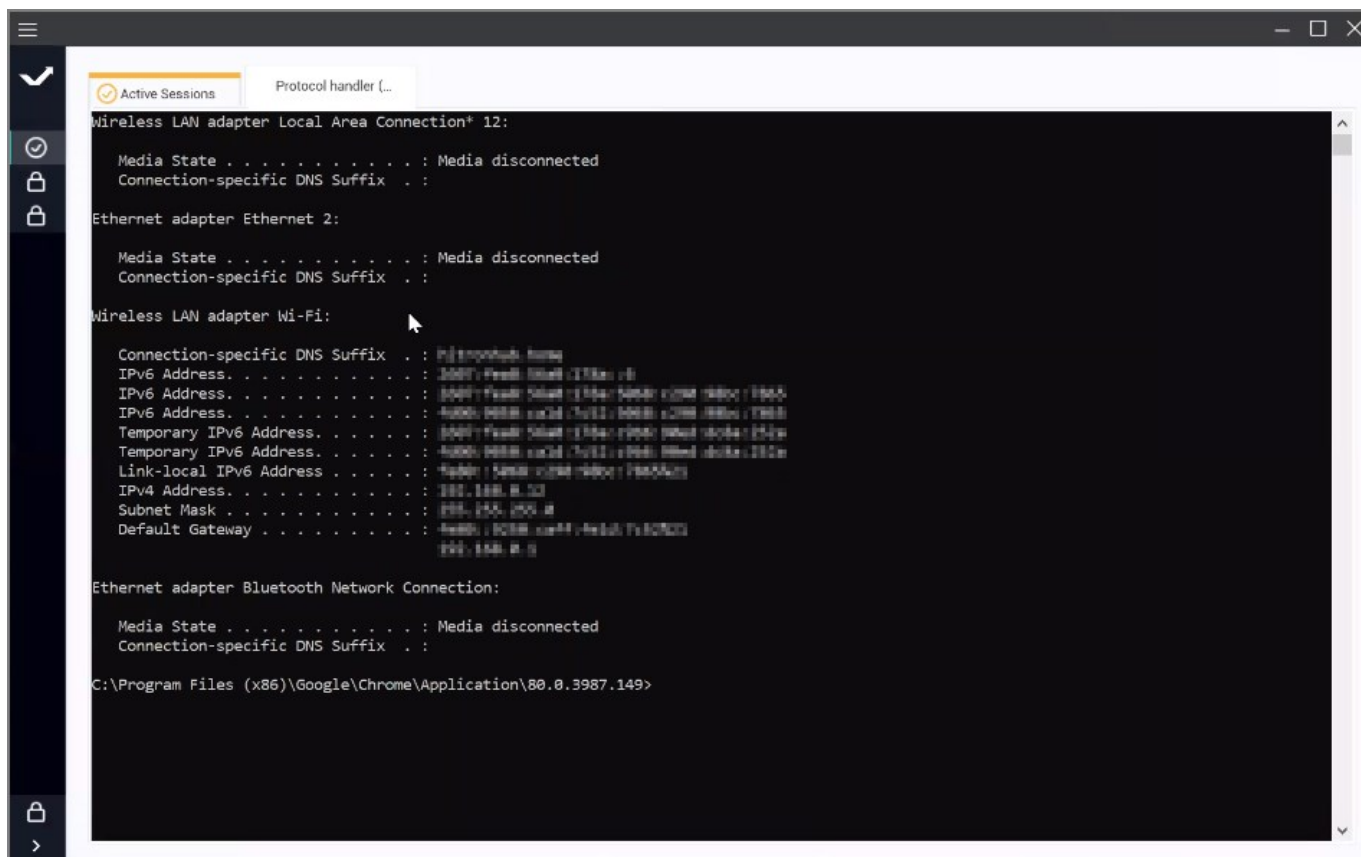 Active Sessions
Protocol handler (...
Wireless LAN adapter Local Area Connection* 12:
Media State . . . . . . . . . . . : Media disconnected
Connection-specific DNS Suffix  . :
Ethernet adapter Ethernet 2:
Media State . . . . . . . . . . . : Media disconnected
Connection-specific DNS Suffix  . :
Wireless LAN adapter Wi-Fi:
Connection-specific DNS Suffix  . :
IPv6 Address. . . . . . . . . . . :
IPv6 Address. . . . . . . . . . . :
IPv6 Address. . . . . . . . . . . :
Temporary IPv6 Address. . . . . . :
Temporary IPv6 Address. . . . . . :
Link-local IPv6 Address . . . . . :
IPv4 Address. . . . . . . . . . . :
Subnet Mask . . . . . . . . . . . :
Default Gateway . . . . . . . . . :
Ethernet adapter Bluetooth Network Connection:
Media State . . . . . . . . . . . : Media disconnected
Connection-specific DNS Suffix  . :
C:\Program Files (x86)\Google\Chrome\Application\80.0.3987.149>